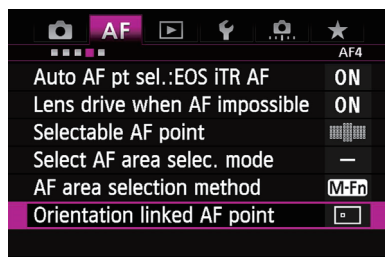 AF
AF4
Auto AF pt sel.:EOS iTR AF ON
Lens drive when AF impossible ON
Selectable AF point
Select AF area selec. mode
AF area selection method M-Fn
Orientation linked AF point